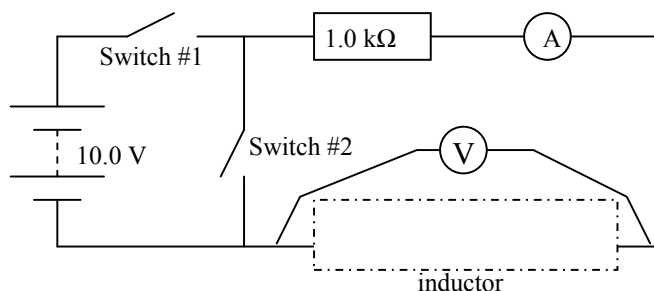 1.0 kΩ
A
Switch #1
10.0 V
Switch #2
V
inductor